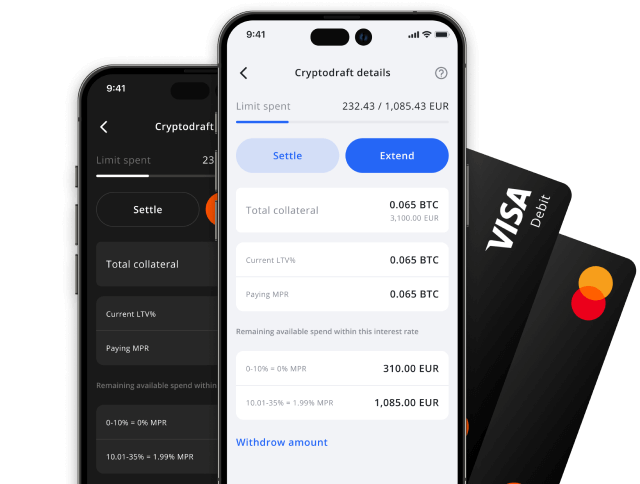 9:41
Cryptodraft details
Limit spent 232.43 / 1,085.43 EUR
Settle Extend
Total collateral 0.065 BTC
3,100.00 EUR
Current LTV% 0.065 BTC
Paying MPR 0.065 BTC
Remaining available spend within this interest rate
0-10% = 0% MPR 310.00 EUR
10.01-35% = 1.99% MPR 1,085.00 EUR
Withdrow amount
9:41
Cryptodraft
Limit spent 23
Settle
Total collateral
Current LTV%
Paying MPR
Remaining available spend within
0-10% = 0% MPR
10.01-35% = 1.99% MPR
VISA
Debit